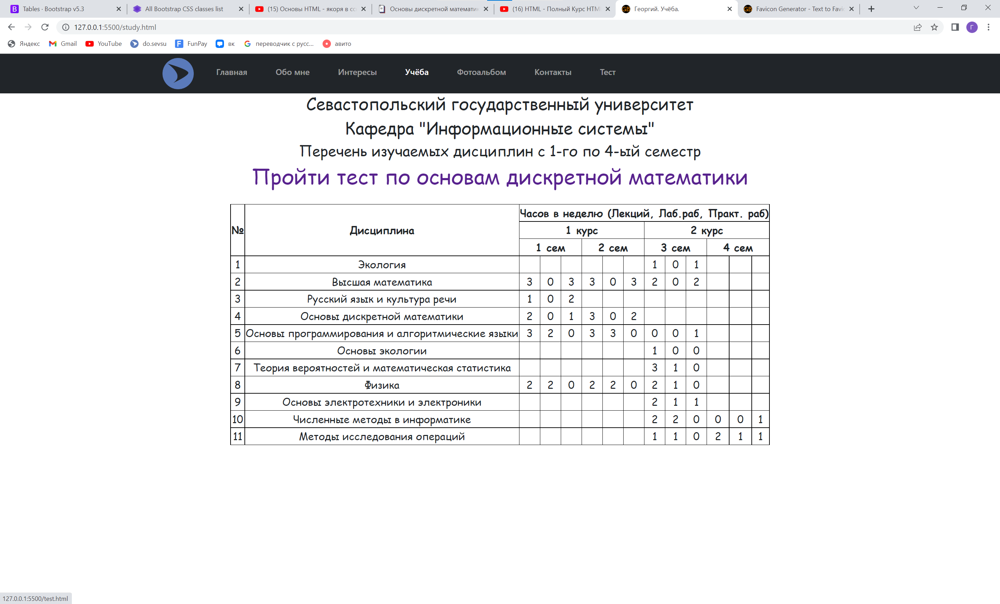 Tables · Bootstrap v5.3
All Bootstrap CSS classes list
(15) Основы HTML - якоря в сс
Основы дискретной математик
(16) HTML - Полный Курс HTM
Георгий. Учёба.
Favicon Generator - Text to Favic
127.0.0.1:5500/study.html
Г
Яндекс
Gmail
YouTube
do.sevsu
FunPay
вк
переводчик с русс...
авито
Главная
Обо мне
Интересы
Учёба
Фотоальбом
Контакты
Тест
Севастопольский государственный университет
Кафедра "Информационные системы"
Перечень изучаемых дисциплин с 1-го по 4-ый семестр
Пройти тест по основам дискретной математики
№ Дисциплина Часов в неделю (Лекций, Лаб.раб, Практ. раб)
1 курс 2 курс
1 сем 2 сем 3 сем 4 сем
1 Экология 1 0 1
2 Высшая математика 3 0 3 3 0 3 2 0 2
3 Русский язык и культура речи 1 0 2
4 Основы дискретной математики 2 0 1 3 0 2
5 Основы программирования и алгоритмические языки 3 2 0 3 3 0 0 0 1
6 Основы экологии 1 0 0
7 Теория вероятностей и математическая статистика 3 1 0
8 Физика 2 2 0 2 2 0 2 1 0
9 Основы электротехники и электроники 2 1 1
10 Численные методы в информатике 2 2 0 0 0 1
11 Методы исследования операций 1 1 0 2 1 1
127.0.0.1:5500/test.html